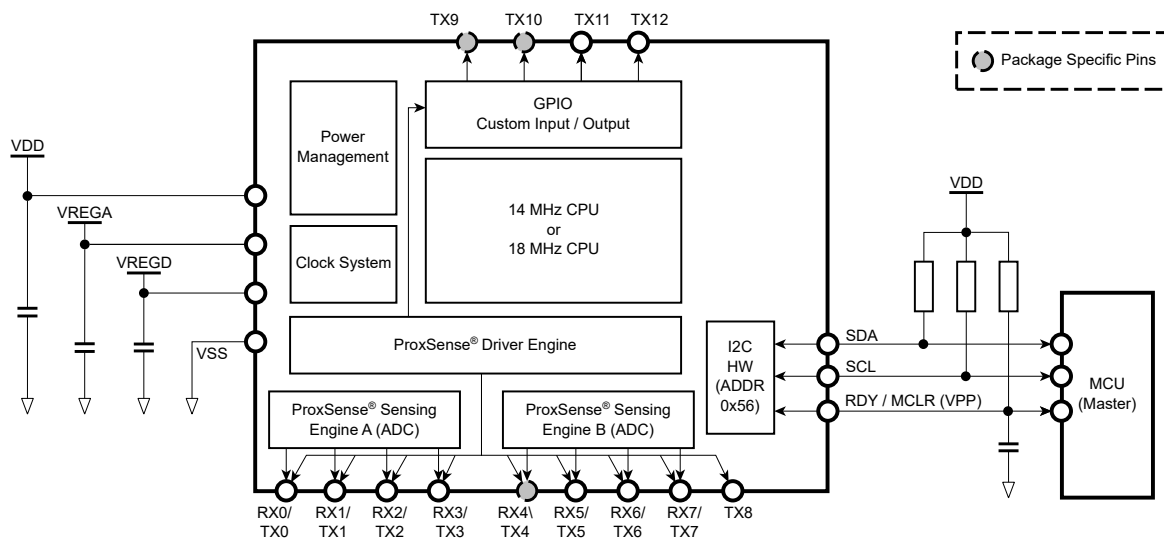 TX9 TX10 TX11 TX12
Package Specific Pins
GPIO
Custom Input / Output
Power
Management
VDD
VREGA
VREGD
VSS
14 MHz CPU
or
18 MHz CPU
Clock System
ProxSense® Driver Engine
ProxSense® Sensing
Engine A (ADC)
ProxSense® Sensing
Engine B (ADC)
I2C
HW
(ADDR
0x56)
VDD
SDA
SCL
RDY / MCLR (VPP)
MCU
(Master)
RX0/
TX0
RX1/
TX1
RX2/
TX2
RX3/
TX3
RX4\
TX4
RX5/
TX5
RX6/
TX6
RX7/
TX7
TX8